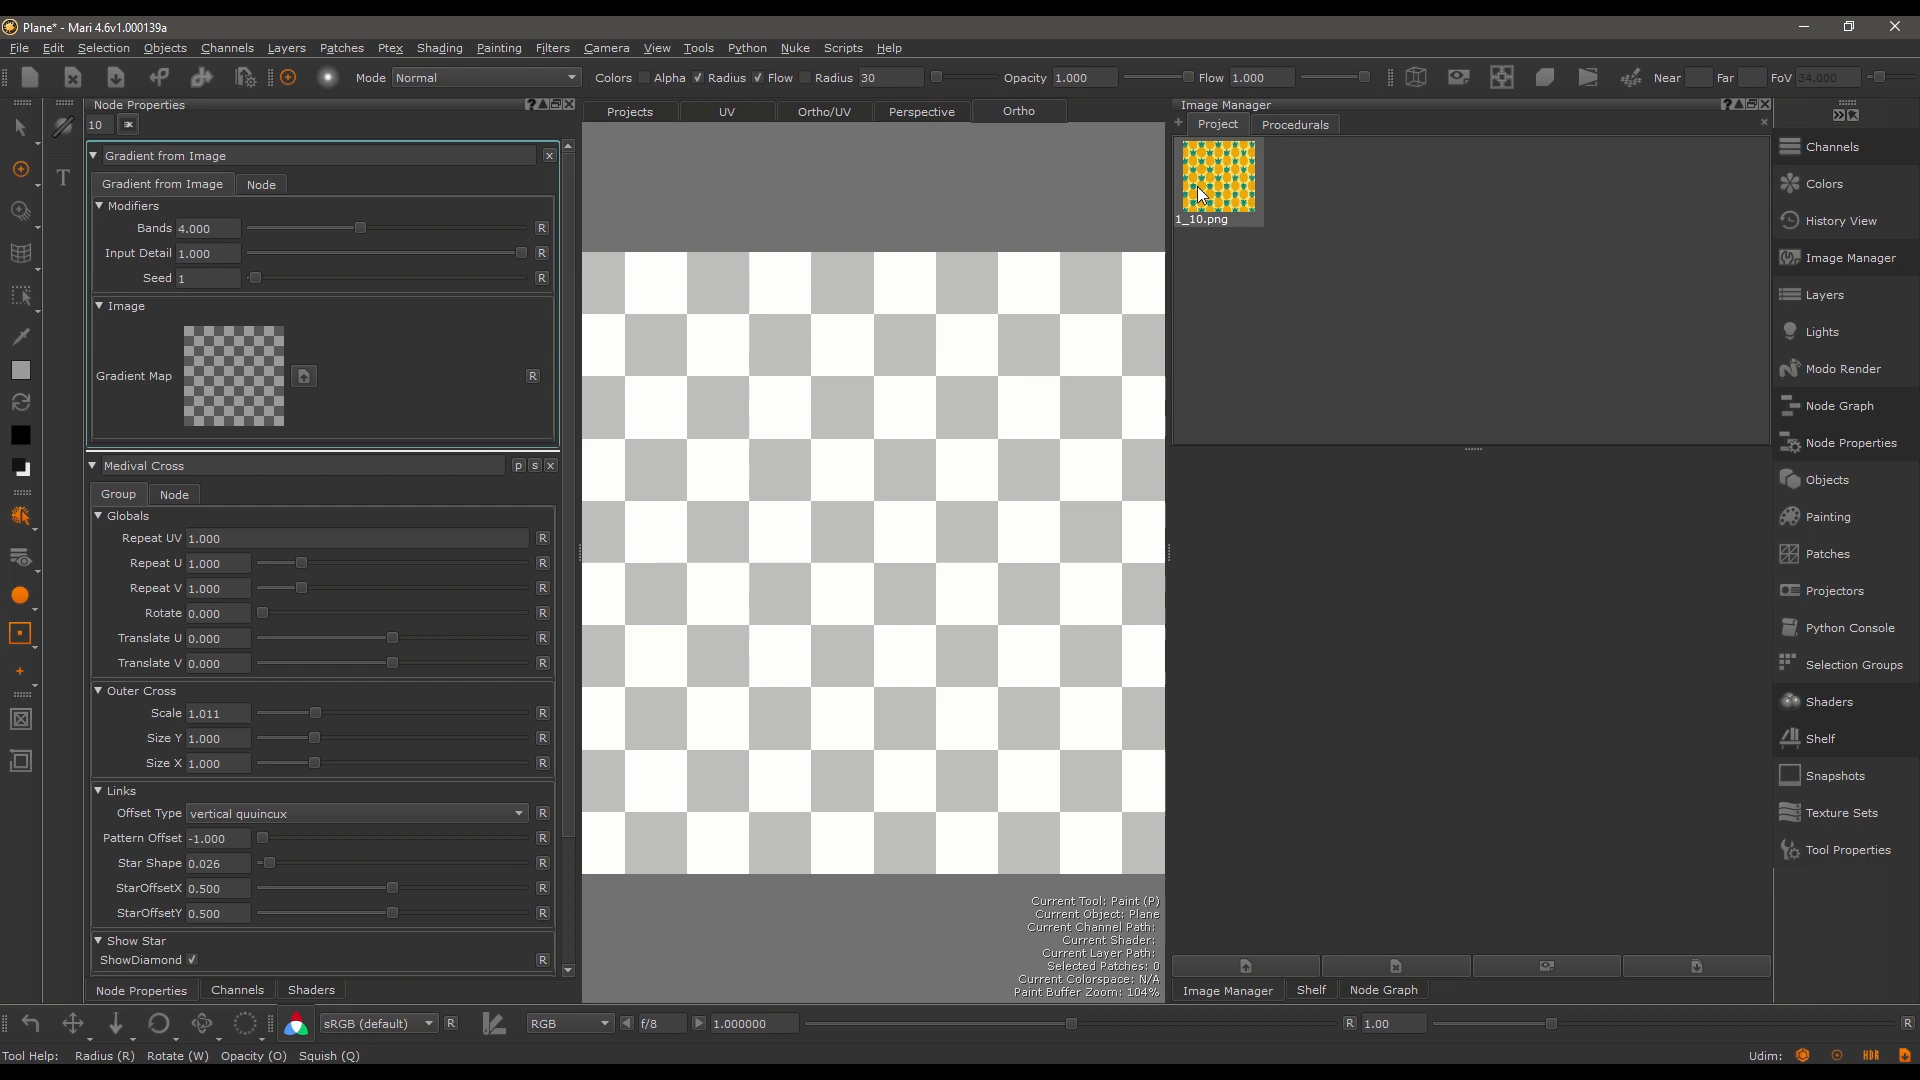 Plane* - Mari 4.6v1.000139a
File Edit Selection Objects Channels Layers Patches Ptex Shading Painting Filters Camera View Tools Python Nuke Scripts Help
Mode Normal Colors Alpha Radius Flow Radius 30 Opacity 1.000 Flow 1.000 Near Far FoV 34.000
Node Properties
10
Gradient from Image
Gradient from Image Node
Modifiers
Bands 4.000 R
Input Detail 1.000 R
Seed 1 R
Image
Gradient Map R
Medival Cross p s x
Group Node
Globals
Repeat UV 1.000 R
Repeat U 1.000 R
Repeat V 1.000 R
Rotate 0.000 R
Translate U 0.000 R
Translate V 0.000 R
Outer Cross
Scale 1.011 R
Size Y 1.000 R
Size X 1.000 R
Links
Offset Type vertical quuincux R
Pattern Offset -1.000 R
Star Shape 0.026 R
StarOffsetX 0.500 R
StarOffsetY 0.500 R
Show Star
ShowDiamond R
Node Properties Channels Shaders
Projects UV Ortho/UV Perspective Ortho
Current Tool: Paint (P)
Current Object: Plane
Current Channel Path:
Current Shader:
Current Layer Path:
Selected Patches: 0
Current Colorspace: N/A
Paint Buffer Zoom: 104%
Image Manager
+ Project Procedurals
1_10.png
Image Manager Shelf Node Graph
Channels
Colors
History View
Image Manager
Layers
Lights
Modo Render
Node Graph
Node Properties
Objects
Painting
Patches
Projectors
Python Console
Selection Groups
Shaders
Shelf
Snapshots
Texture Sets
Tool Properties
T
sRGB (default) R RGB f/8 1.000000 R 1.00 R
Tool Help: Radius (R) Rotate (W) Opacity (O) Squish (Q) Udim: HDR